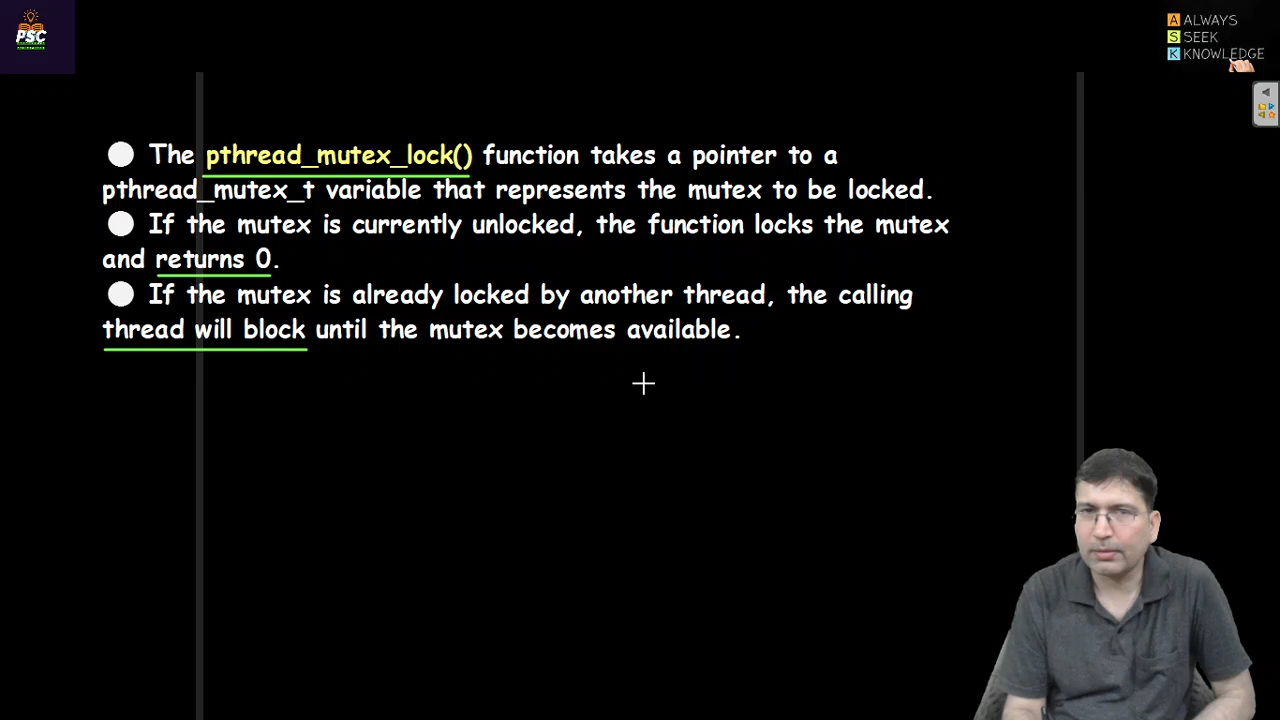 PSC
ALWAYS
SEEK
KNOWLEDGE
A
S
K
The pthread_mutex_lock() function takes a pointer to a
pthread_mutex_t variable that represents the mutex to be locked.
If the mutex is currently unlocked, the function locks the mutex
and returns 0.
If the mutex is already locked by another thread, the calling
thread will block until the mutex becomes available.